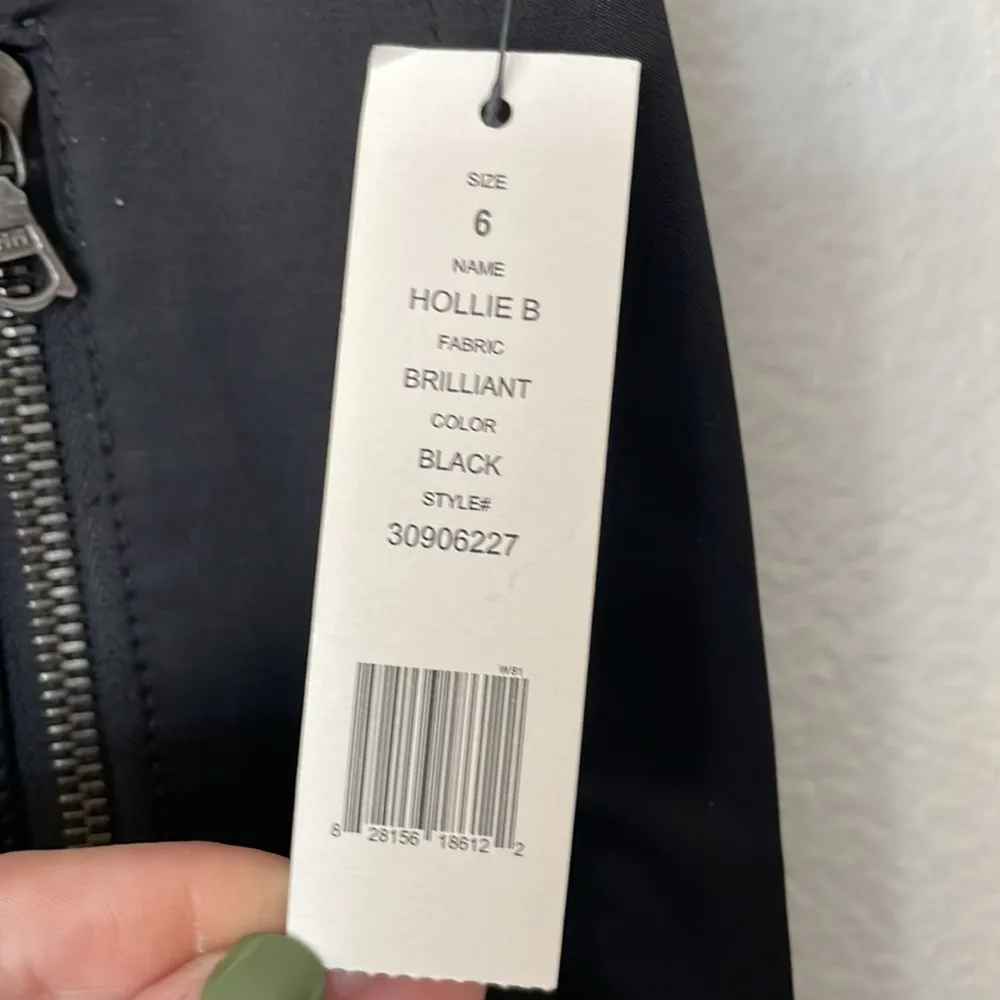 SIZE
6
NAME
HOLLIE B
FABRIC
BRILLIANT
COLOR
BLACK
STYLE#
30906227
W81
8 28156 18612 2